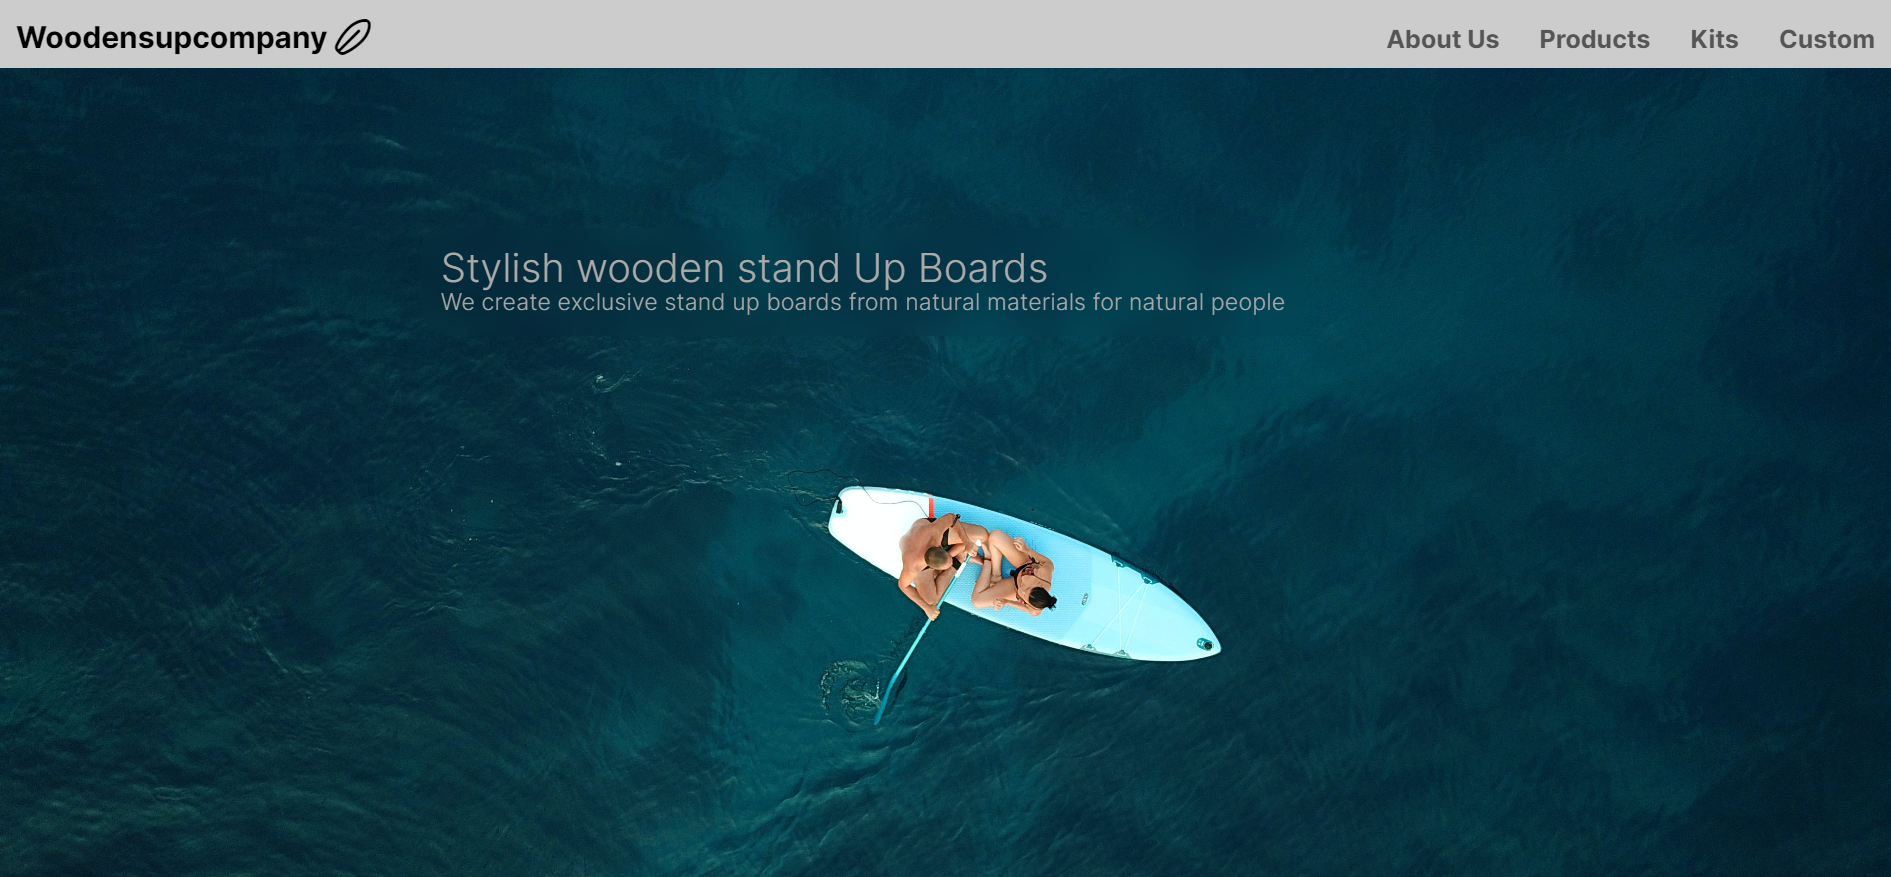 Woodensupcompany
About Us Products Kits Custom
Stylish wooden stand Up Boards
We create exclusive stand up boards from natural materials for natural people